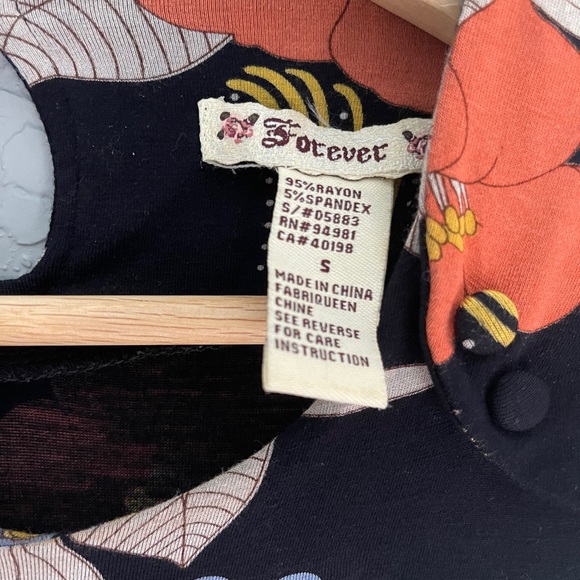 Forever
95%RAYON
5%SPANDEX
S/#D5883
RN#94981
CA#40198
S
MADE IN CHINA
FABRIQUEEN
CHINE
SEE REVERSE
FOR CARE
INSTRUCTION